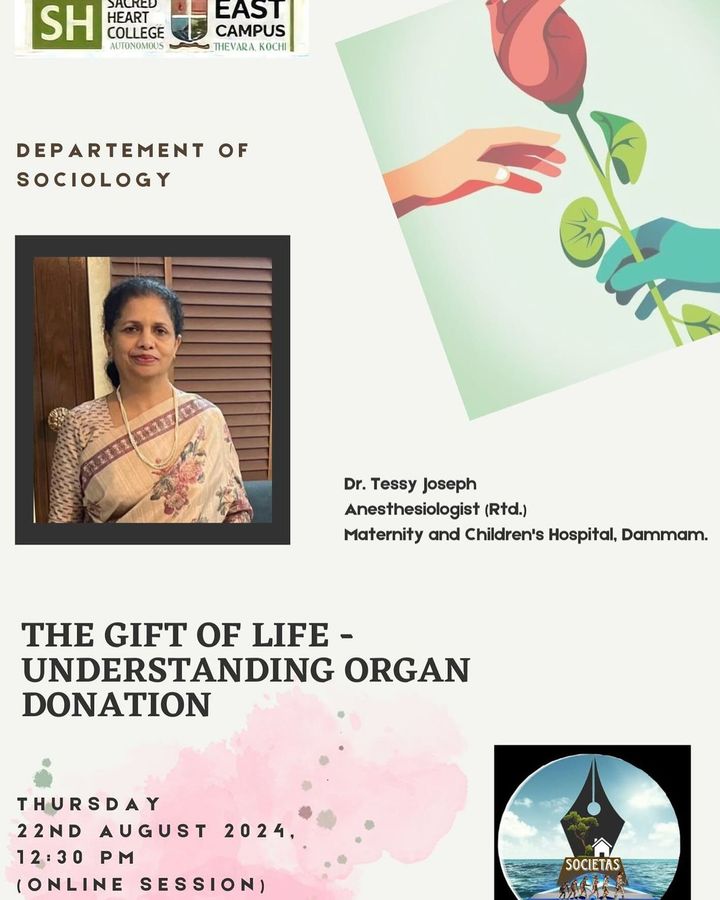 SH
SACRED
HEART
COLLEGE
AUTONOMOUS
EAST
CAMPUS
THEVARA, KOCHI
DEPARTEMENT OF
SOCIOLOGY
Dr. Tessy Joseph
Anesthesiologist (Rtd.)
Maternity and Children's Hospital, Dammam.
THE GIFT OF LIFE -
UNDERSTANDING ORGAN
DONATION
THURSDAY
22ND AUGUST 2024,
12:30 PM
(ONLINE SESSION)
SOCIETAS